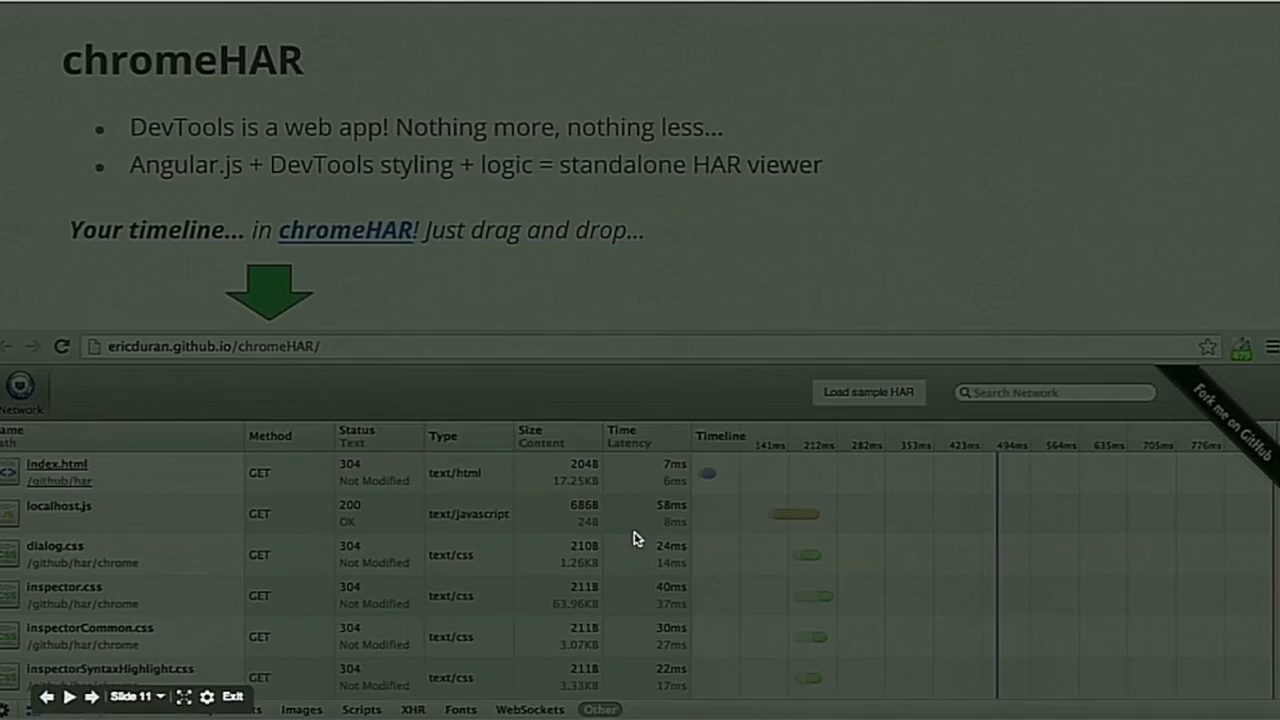 chromeHAR
• DevTools is a web app! Nothing more, nothing less...
• Angular.js + DevTools styling + logic = standalone HAR viewer
Your timeline... in chromeHAR! Just drag and drop...
ericduran.github.io/chromeHAR/
Network
Load sample HAR
Search Network
Fork me on GitHub
Method Status Type Size Time Timeline 141ms 212ms 282ms 353ms 423ms 494ms 564ms 635ms 705ms 776ms
Text Content Latency
index.html GET 304 text/html 204B 7ms
/github/har Not Modified 17.25KB 6ms
localhost.js GET 200 text/javascript 686B 58ms
OK 24B 8ms
dialog.css GET 304 text/css 210B 24ms
/github/har/chrome Not Modified 1.26KB 14ms
inspector.css GET 304 text/css 211B 40ms
/github/har/chrome Not Modified 63.96KB 37ms
inspectorCommon.css GET 304 text/css 211B 30ms
/github/har/chrome Not Modified 3.07KB 27ms
inspectorSyntaxHighlight.css GET 304 text/css 211B 22ms
Not Modified 3.33KB 17ms
Slide 11 Exit
Images Scripts XHR Fonts WebSockets Other